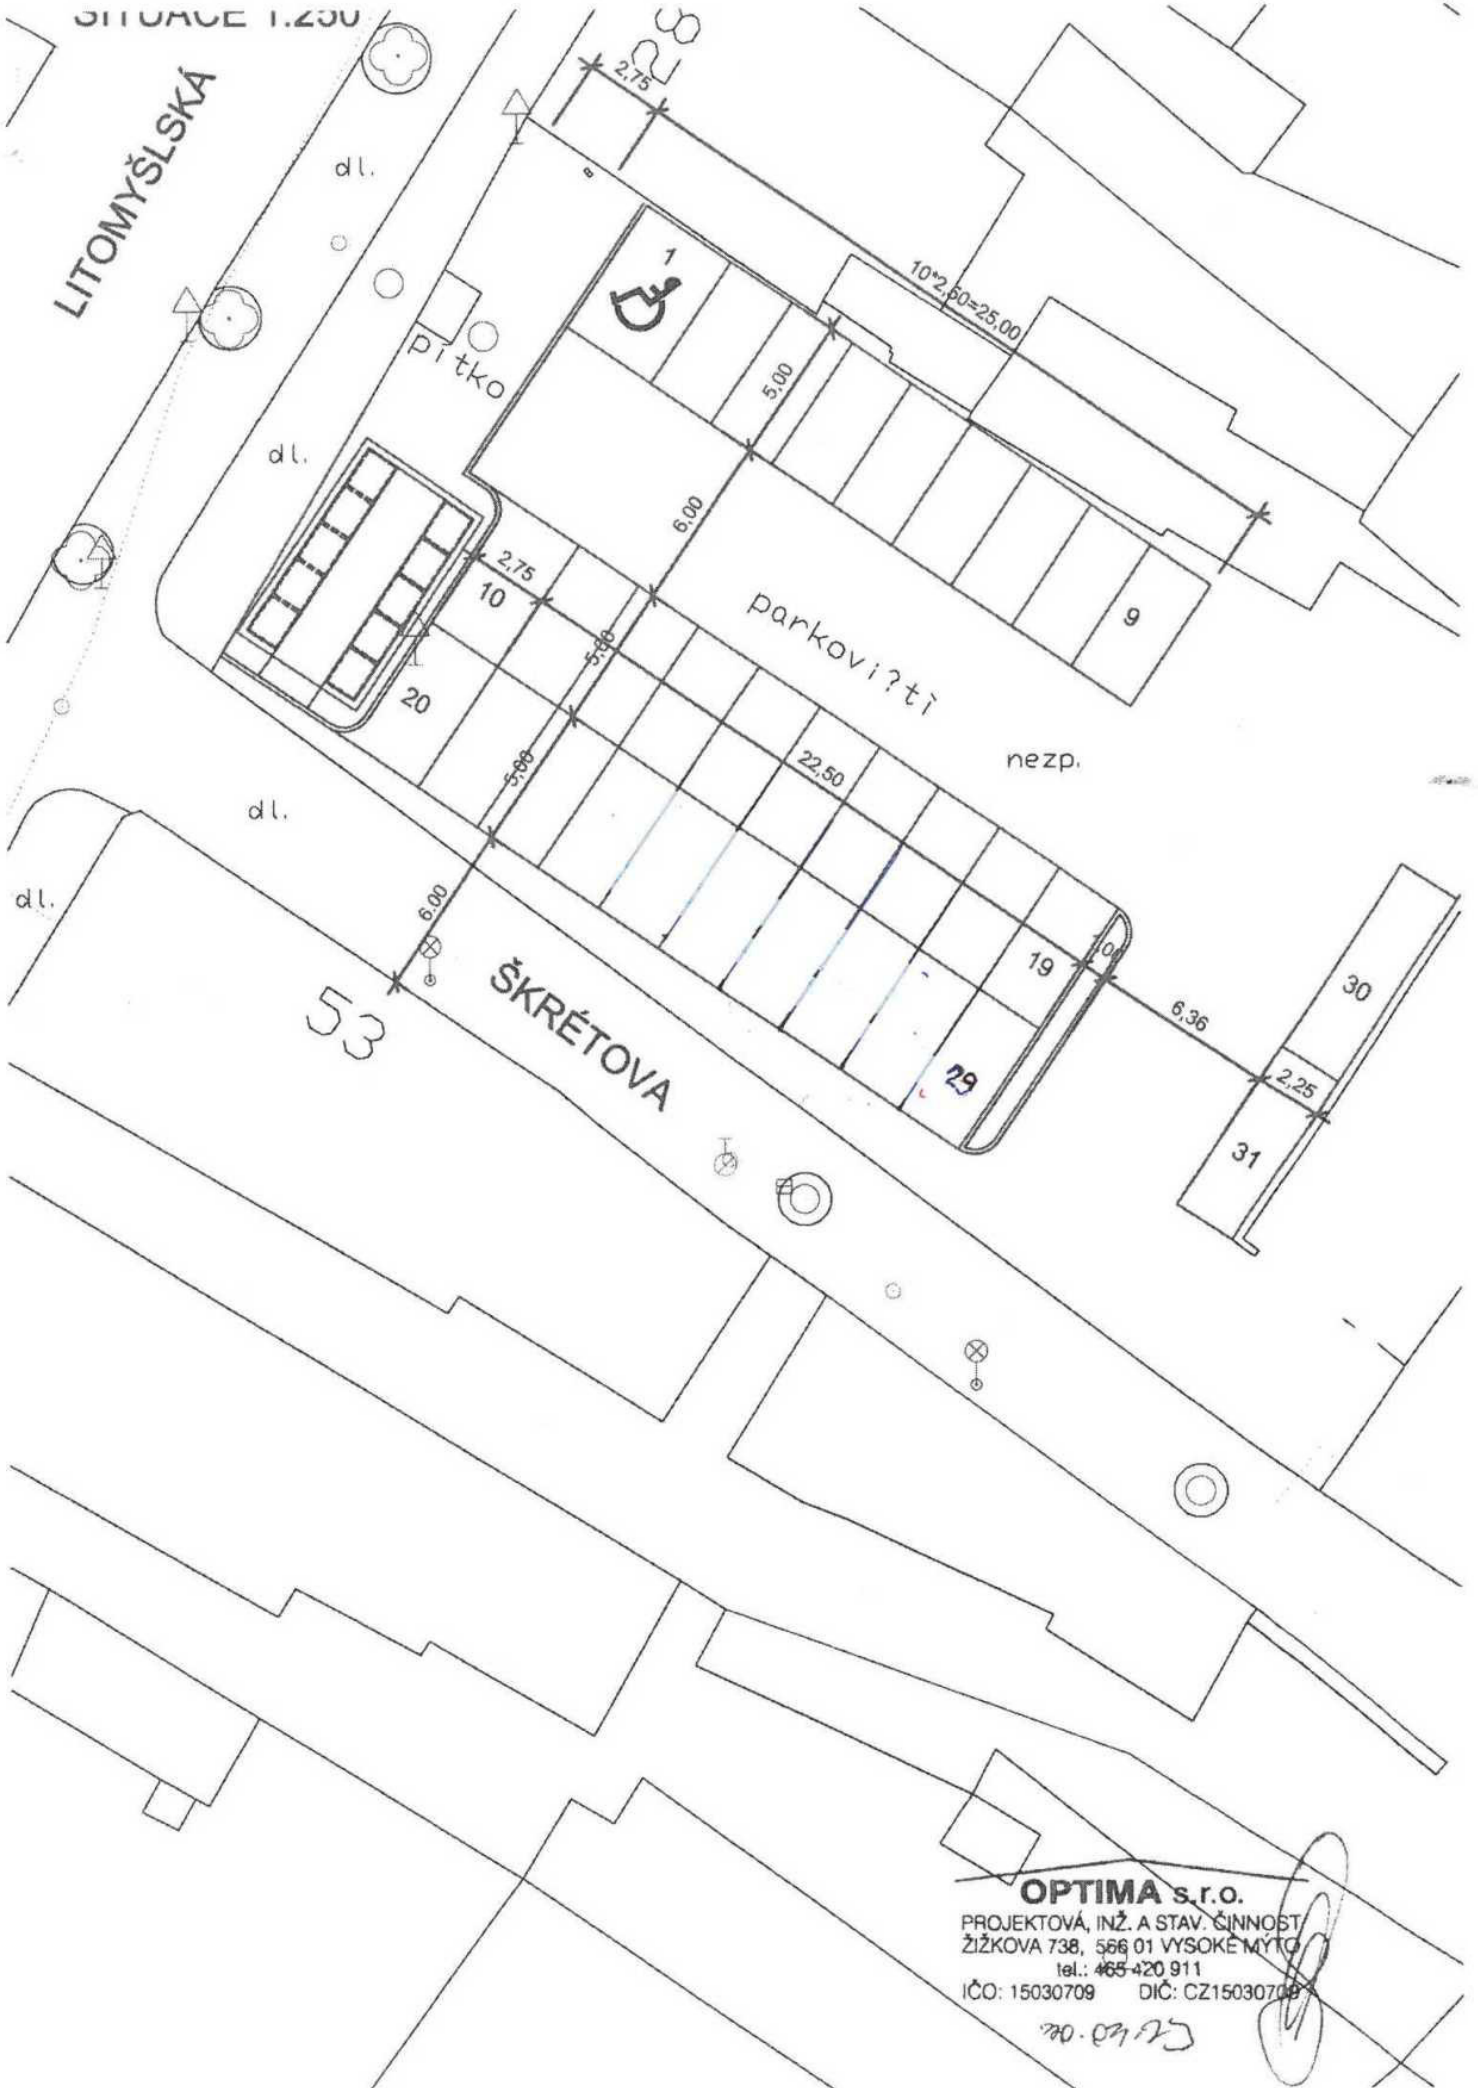 SITUACE 1:250
LITOMYŠLSKÁ
2,75
dl.
1
10*2,50=25,00
pítko
5,00
dl.
6,00
2,75
10
parkovi?ti
9
5,00
20
22,50
nezp.
5,00
dl.
dl.
6.00
19
30
ŠKRÉTOVA
53
6,36
29
2,25
31
OPTIMA s.r.o.
PROJEKTOVÁ, INŽ. A STAV. ČINNOST
ŽIŽKOVA 738, 566 01 VYSOKÉ MÝTO
tel.: 465 420 911
IČO: 15030709 DIČ: CZ15030709